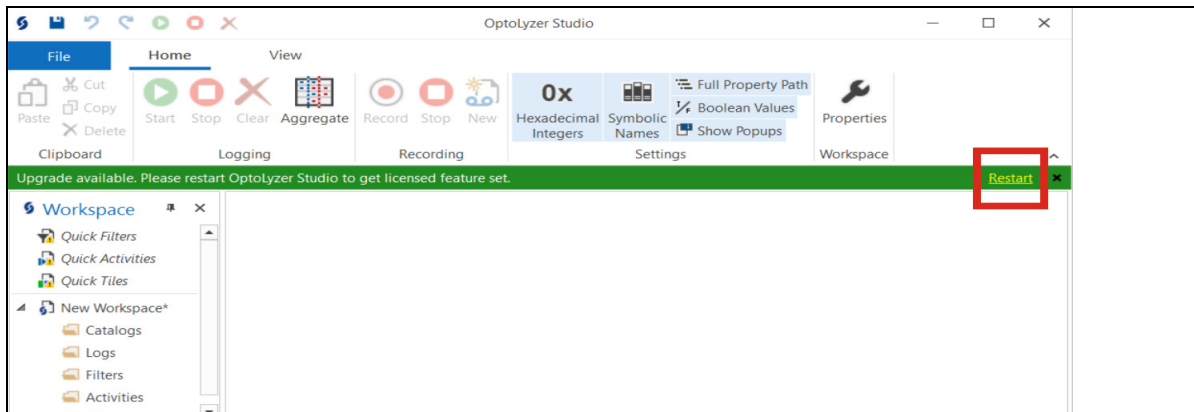 OptoLyzer Studio
File Home View
Paste Cut Copy Delete
Start Stop Clear Aggregate
Record Stop New
0x Hexadecimal Integers
Symbolic Names
T/F
Full Property Path
Boolean Values
Show Popups
Properties
Clipboard Logging Recording Settings Workspace
Upgrade available. Please restart OptoLyzer Studio to get licensed feature set. Restart
Workspace
Quick Filters
Quick Activities
Quick Tiles
New Workspace*
Catalogs
Logs
Filters
Activities